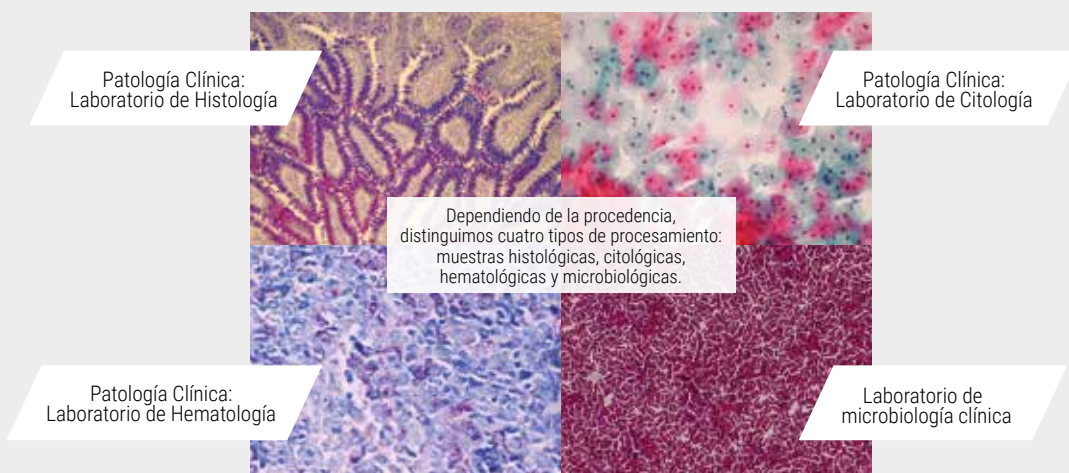 Patología Clínica:
Laboratorio de Histología
Patología Clínica:
Laboratorio de Citología
Dependiendo de la procedencia,
distinguimos cuatro tipos de procesamiento:
muestras histológicas, citológicas,
hematológicas y microbiológicas.
Patología Clínica:
Laboratorio de Hematología
Laboratorio de
microbiología clínica